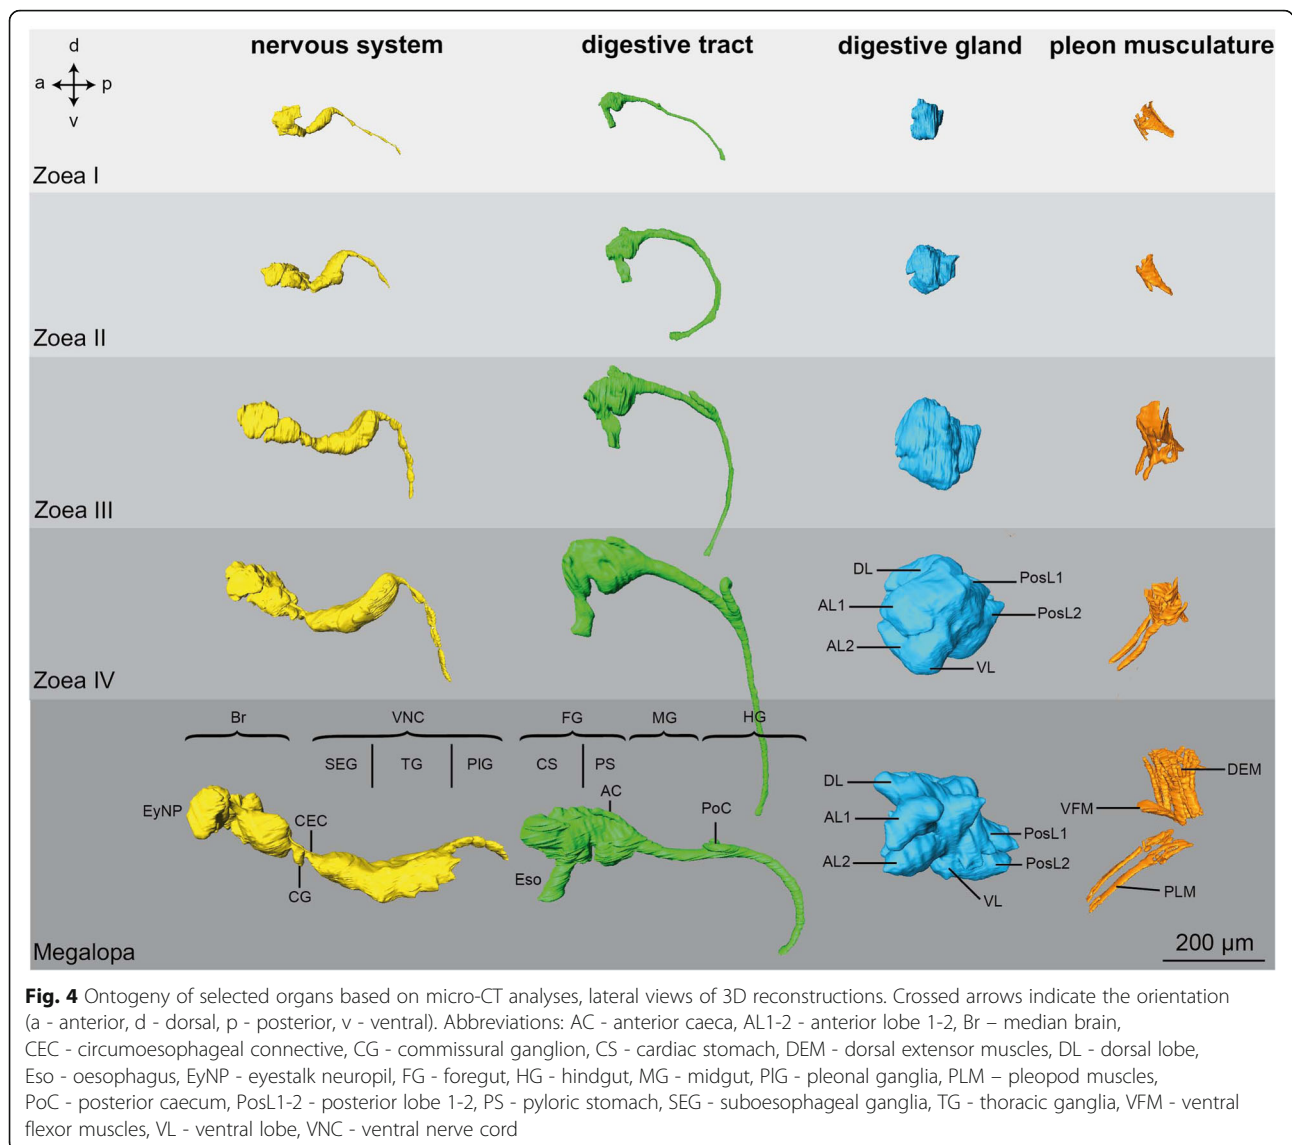 nervous system digestive tract digestive gland pleon musculature
d
a p
v
Zoea I
Zoea II
Zoea III
Zoea IV
DL
PosL1
AL1
PosL2
AL2
VL
Br VNC FG MG HG
SEG TG PlG CS PS
EyNP
CEC
CG
AC
PoC
Eso
DL
AL1
AL2
PosL1
PosL2
VL
DEM
VFM
PLM
Megalopa
200 µm
Fig. 4 Ontogeny of selected organs based on micro-CT analyses, lateral views of 3D reconstructions. Crossed arrows indicate the orientation
(a - anterior, d - dorsal, p - posterior, v - ventral). Abbreviations: AC - anterior caeca, AL1-2 - anterior lobe 1-2, Br – median brain,
CEC - circumoesophageal connective, CG - commissural ganglion, CS - cardiac stomach, DEM - dorsal extensor muscles, DL - dorsal lobe,
Eso - oesophagus, EyNP - eyestalk neuropil, FG - foregut, HG - hindgut, MG - midgut, PlG - pleonal ganglia, PLM – pleopod muscles,
PoC - posterior caecum, PosL1-2 - posterior lobe 1-2, PS - pyloric stomach, SEG - suboesophageal ganglia, TG - thoracic ganglia, VFM - ventral
flexor muscles, VL - ventral lobe, VNC - ventral nerve cord